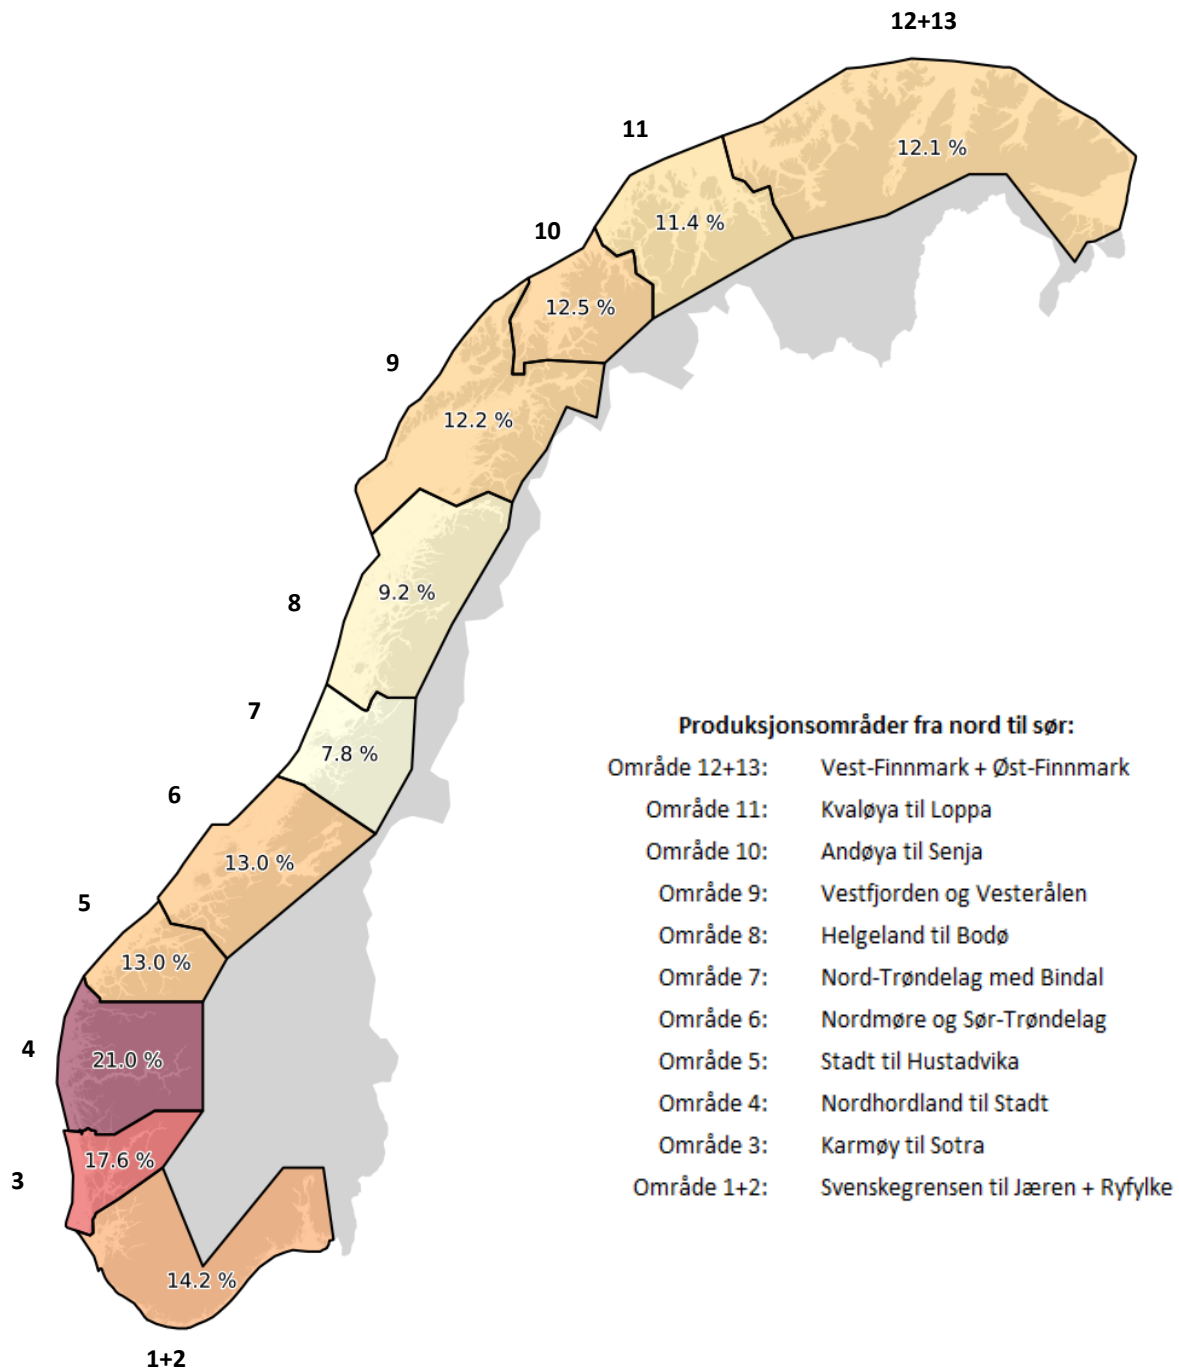 12+13
11
12.1 %
11.4 %
10
12.5 %
9
12.2 %
8
9.2 %
7
7.8 %
6
13.0 %
5
13.0 %
4
21.0 %
3
17.6 %
14.2 %
1+2
Produksjonsområder fra nord til sør:
Område 12+13: Vest-Finnmark + Øst-Finnmark
Område 11: Kvaløya til Loppa
Område 10: Andøya til Senja
Område 9: Vestfjorden og Vesterålen
Område 8: Helgeland til Bodø
Område 7: Nord-Trøndelag med Bindal
Område 6: Nordmøre og Sør-Trøndelag
Område 5: Stadt til Hustadvika
Område 4: Nordhordland til Stadt
Område 3: Karmøy til Sotra
Område 1+2: Svenskegrensen til Jæren + Ryfylke